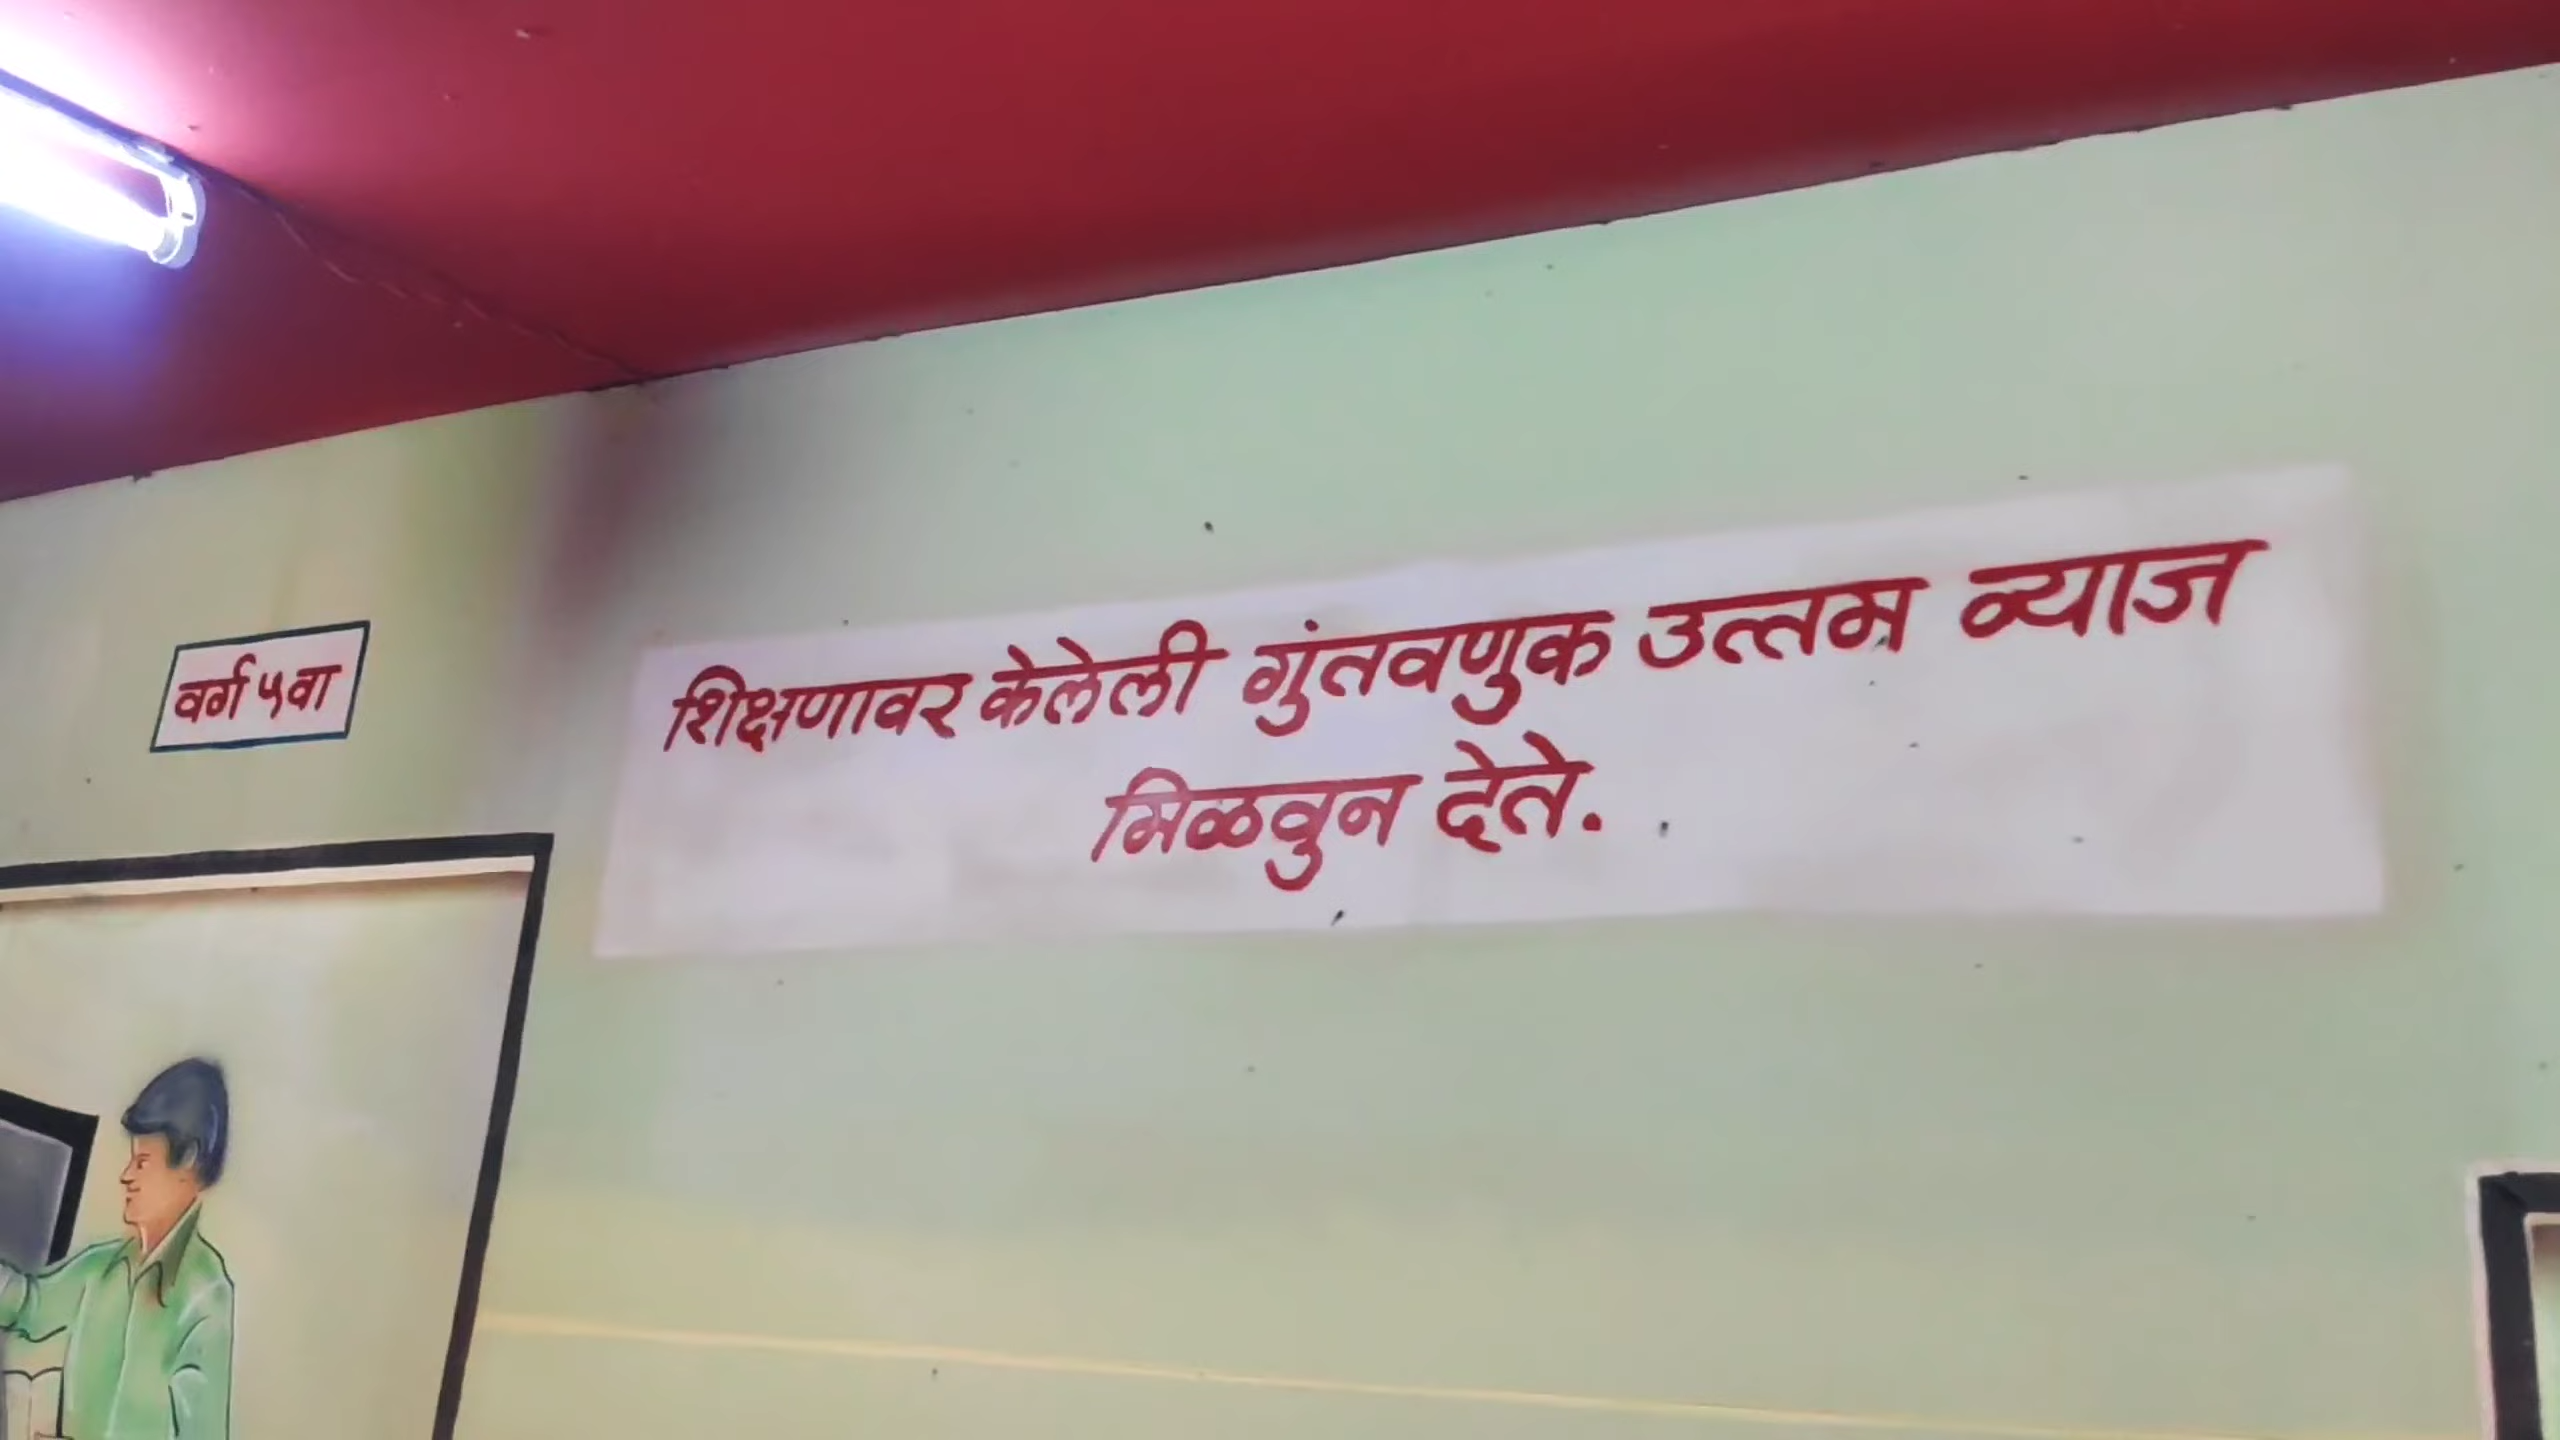 वर्ग ५वा
शिक्षणावर केलेली गुंतवणुक उत्तम व्याज
मिळवुन देते.